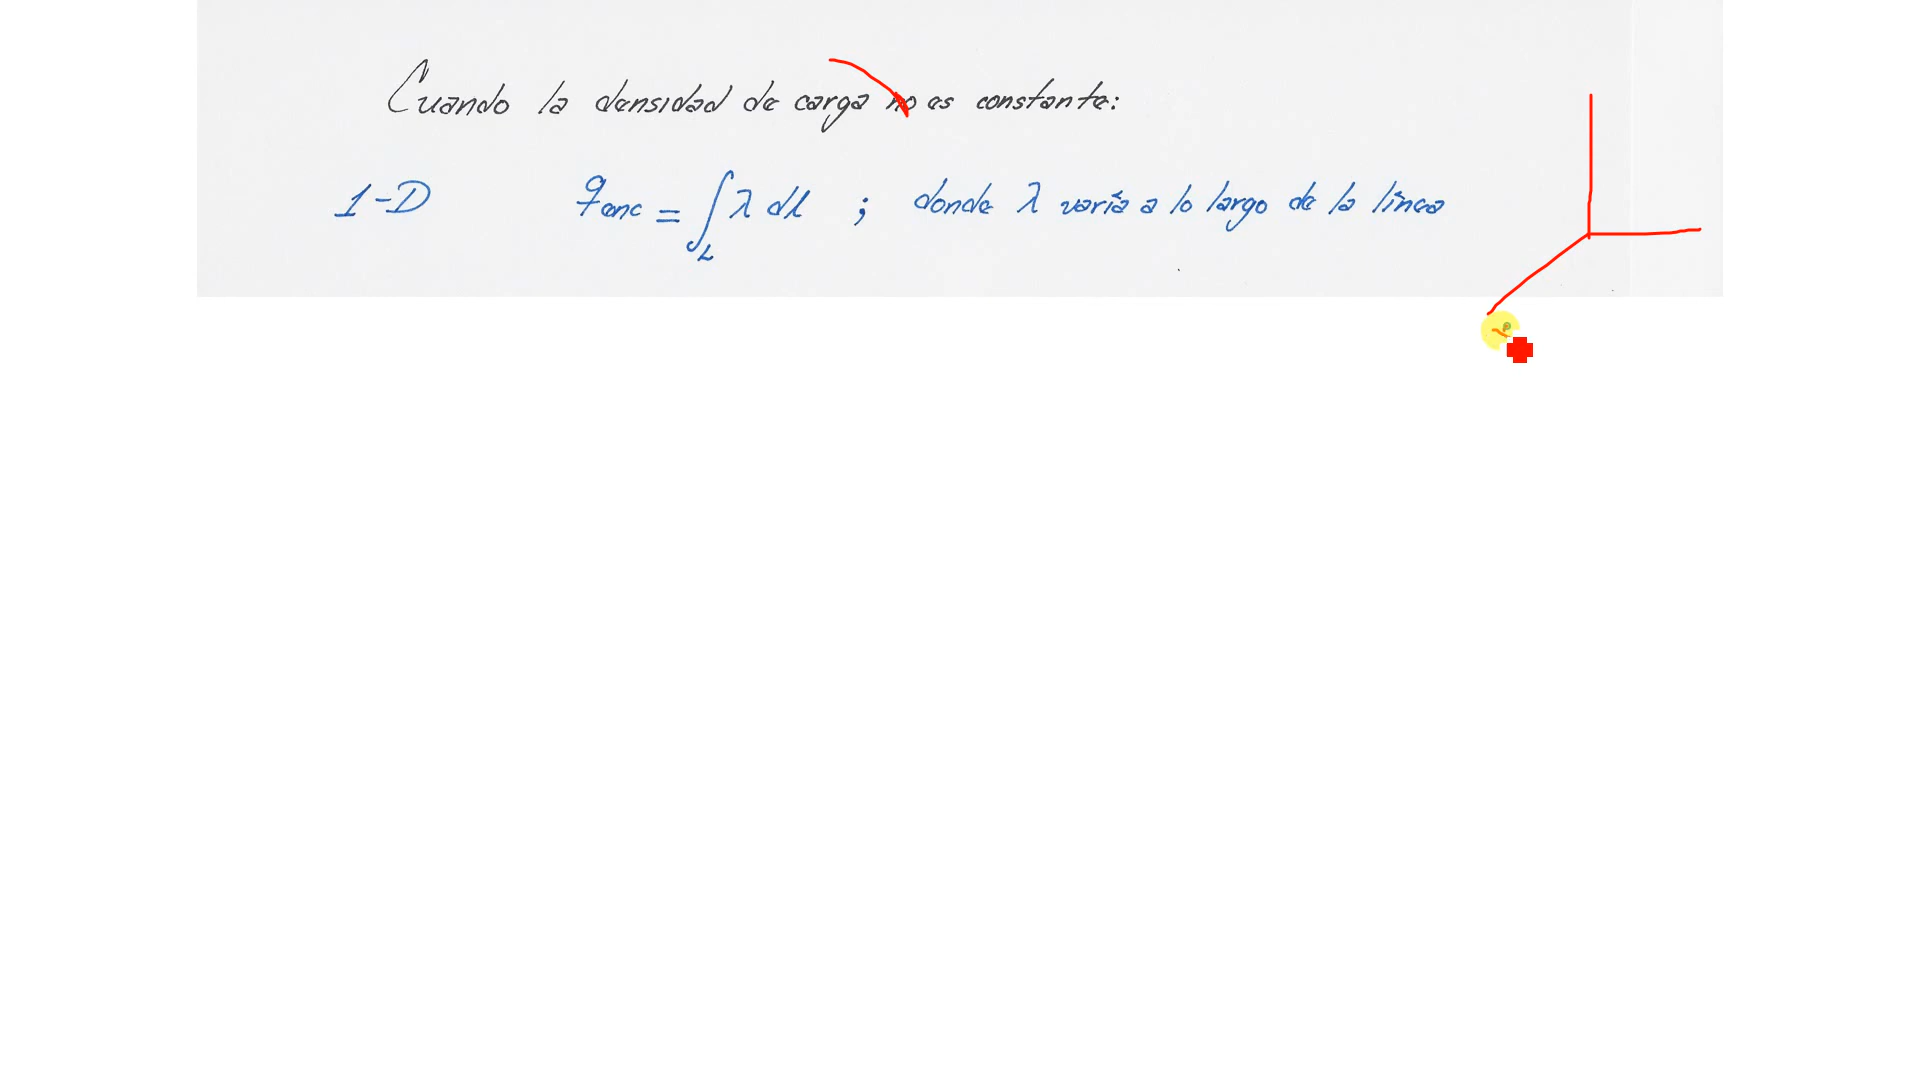 Cuando la densidad de carga no es constante:
1-D q_enc = ∫_L λ dl ; donde λ varía a lo largo de la línea